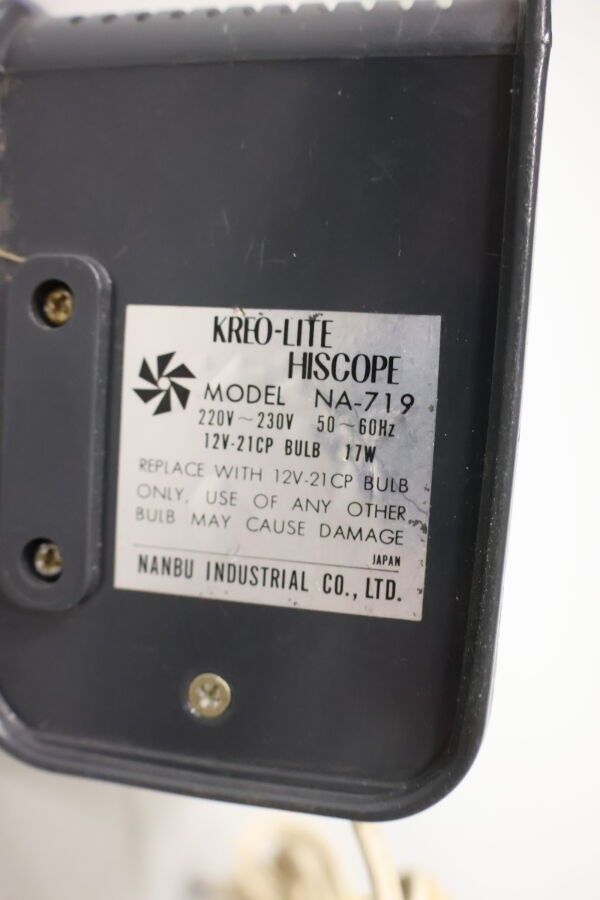 KREO-LITE
HISCOPE
MODEL NA-719
220V~230V 50~60Hz
12V-21CP BULB 17W
REPLACE WITH 12V-21CP BULB
ONLY. USE OF ANY OTHER
BULB MAY CAUSE DAMAGE
JAPAN
NANBU INDUSTRIAL CO., LTD.